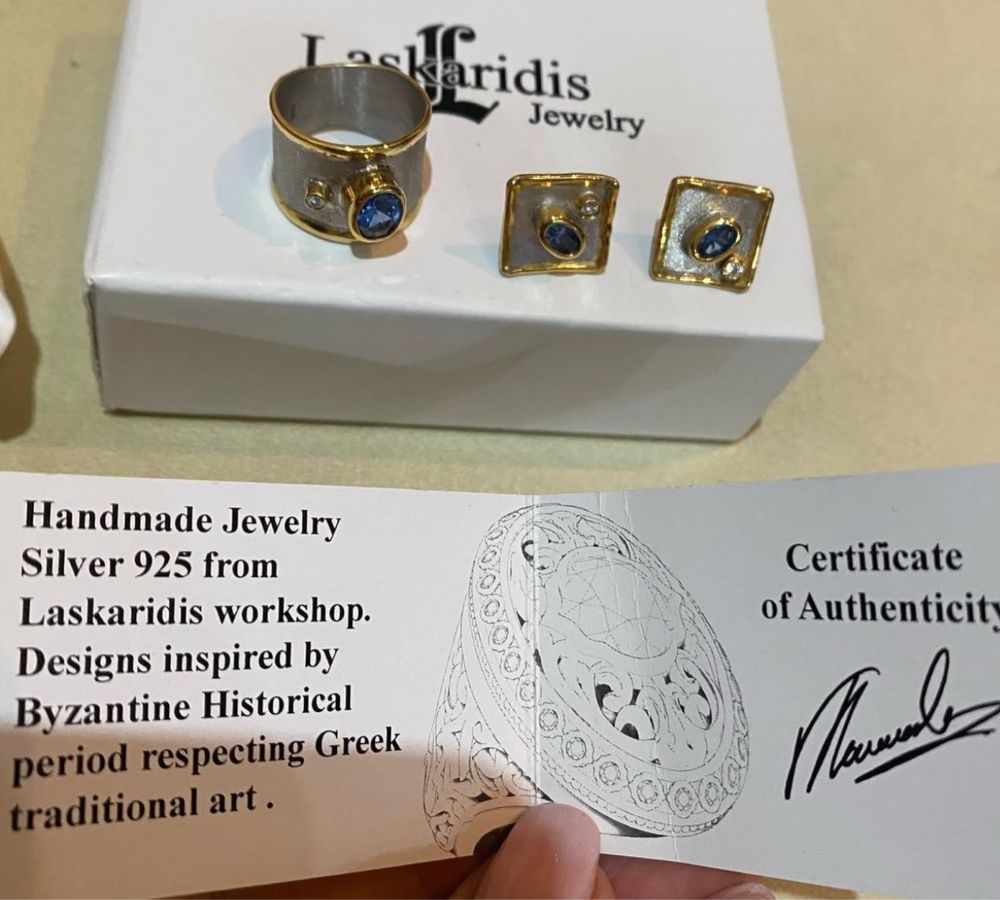 Laskaridis
Jewelry
Handmade Jewelry
Silver 925 from
Laskaridis workshop.
Designs inspired by
Byzantine Historical
period respecting Greek
traditional art.
Certificate
of Authenticity